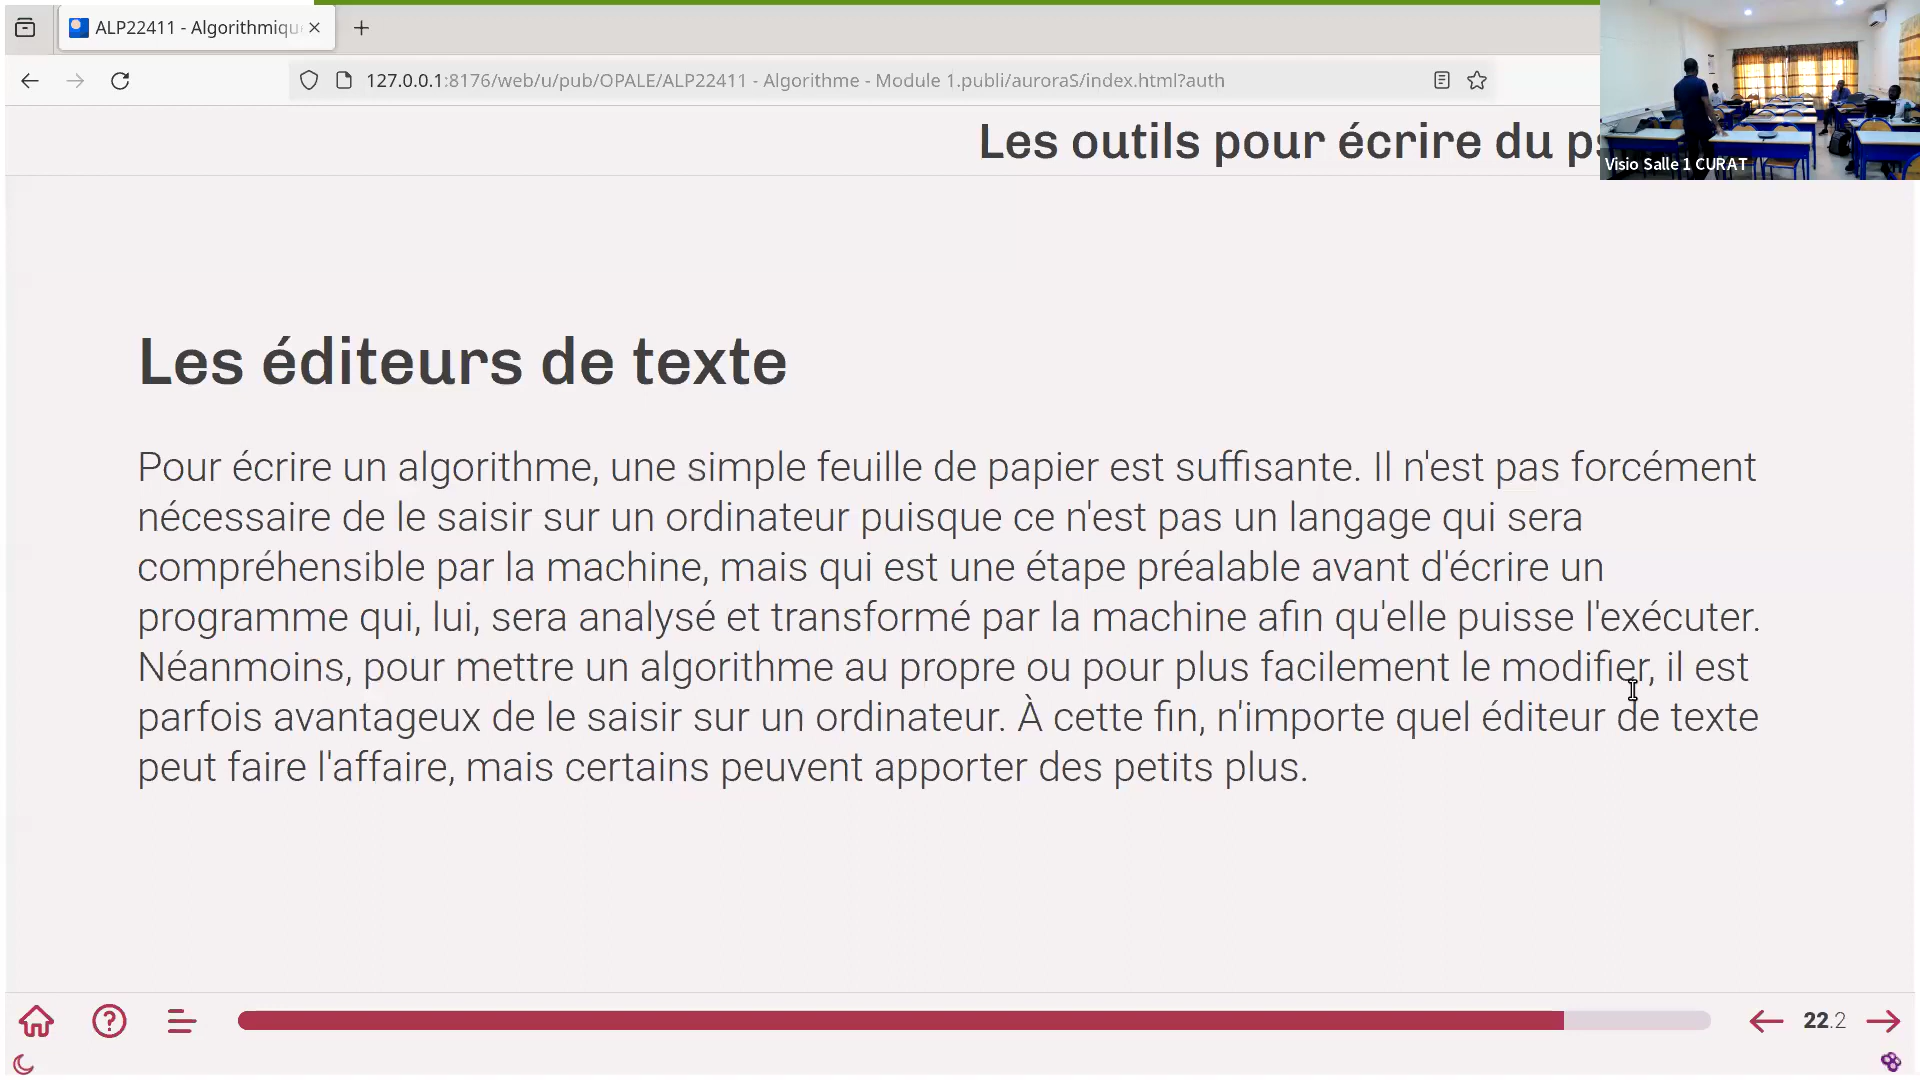 ALP22411 - Algorithmiqu
127.0.0.1:8176/web/u/pub/OPALE/ALP22411 - Algorithme - Module 1.publi/auroraS/index.html?auth
Les outils pour écrire du
Visio Salle 1 CURAT
Les éditeurs de texte
Pour écrire un algorithme, une simple feuille de papier est suffisante. Il n'est pas forcément
nécessaire de le saisir sur un ordinateur puisque ce n'est pas un langage qui sera
compréhensible par la machine, mais qui est une étape préalable avant d'écrire un
programme qui, lui, sera analysé et transformé par la machine afin qu'elle puisse l'exécuter.
Néanmoins, pour mettre un algorithme au propre ou pour plus facilement le modifier, il est
parfois avantageux de le saisir sur un ordinateur. À cette fin, n'importe quel éditeur de texte
peut faire l'affaire, mais certains peuvent apporter des petits plus.
22.2